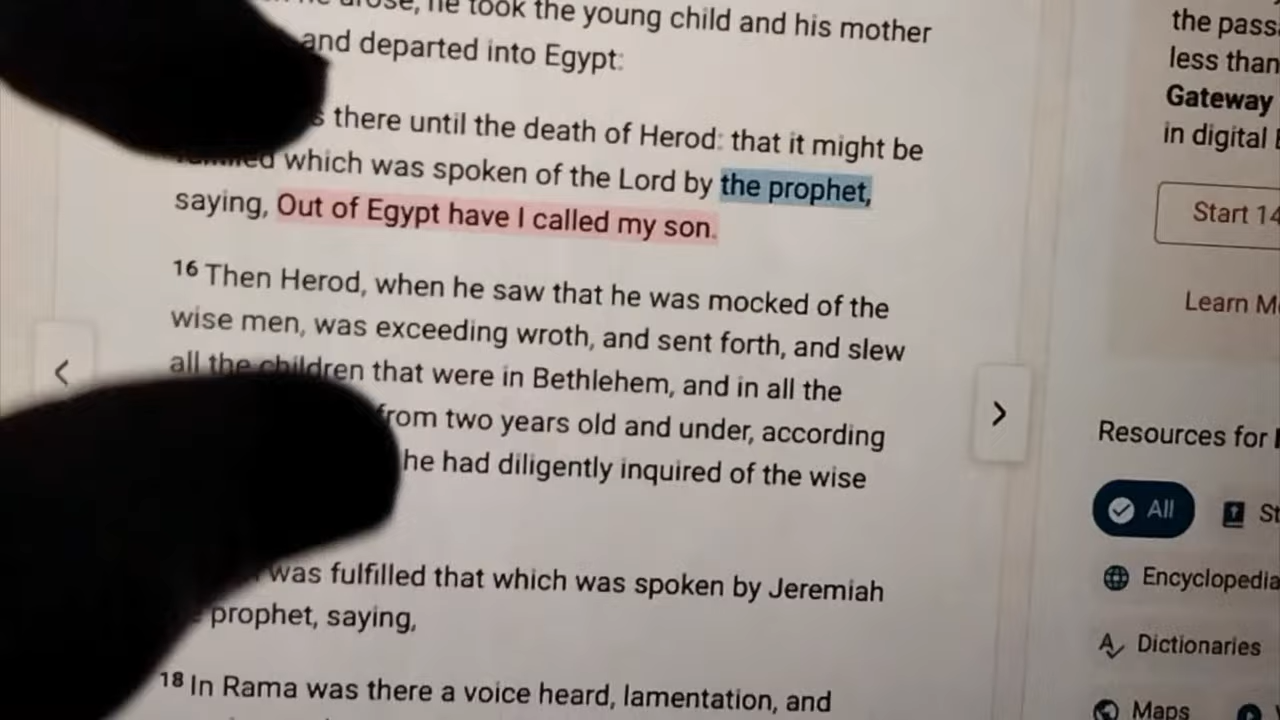 arose, he took the young child and his mother
and departed into Egypt:
there until the death of Herod: that it might be
which was spoken of the Lord by the prophet,
saying, Out of Egypt have I called my son.
16 Then Herod, when he saw that he was mocked of the
wise men, was exceeding wroth, and sent forth, and slew
all the children that were in Bethlehem, and in all the
from two years old and under, according
he had diligently inquired of the wise
was fulfilled that which was spoken by Jeremiah
prophet, saying,
18 In Rama was there a voice heard, lamentation, and
the pass
less than
Gateway
in digital
Start 14
Learn M
Resources for
All
St
Encyclopedia
Dictionaries
Maps